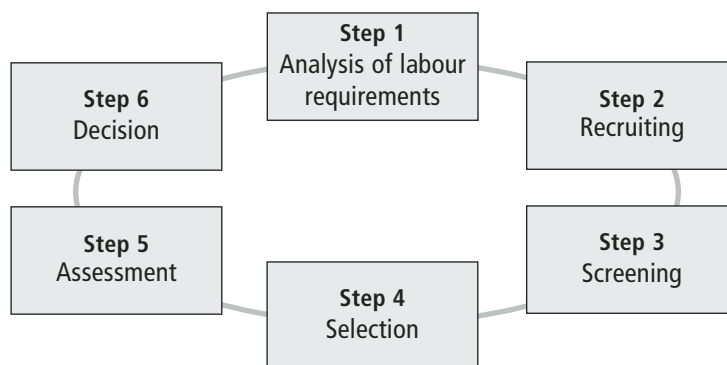 Step 1
Analysis of labour
requirements
Step 2
Recruiting
Step 3
Screening
Step 4
Selection
Step 5
Assessment
Step 6
Decision